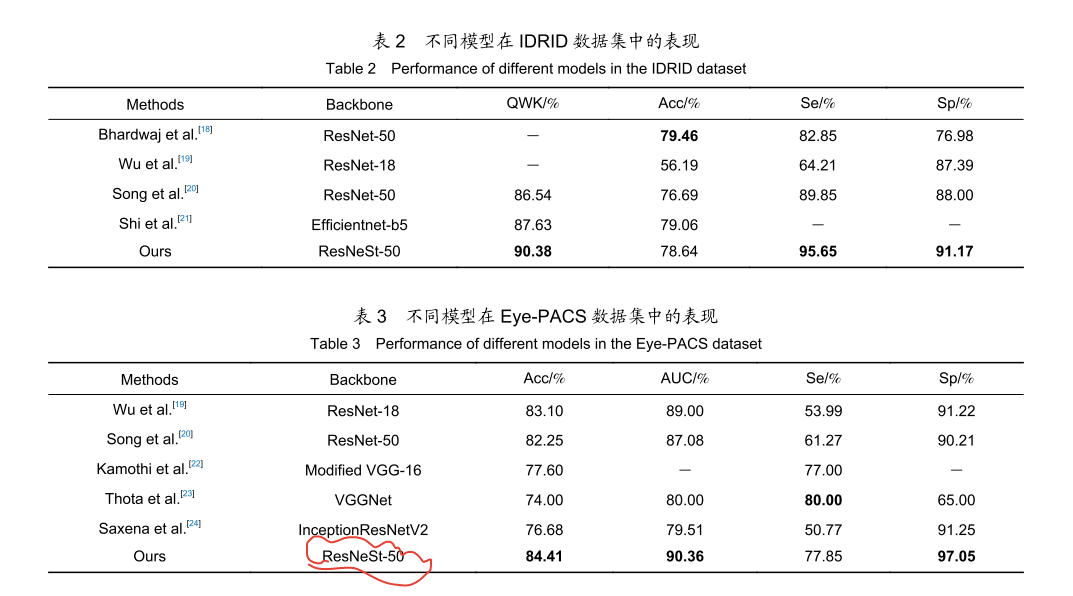 表 2 不同模型在 IDRID 数据集中的表现
Table 2 Performance of different models in the IDRID dataset
Methods Backbone QWK/% Acc/% Se/% Sp/%
Bhardwaj et al.[18] ResNet-50 — 79.46 82.85 76.98
Wu et al.[19] ResNet-18 — 56.19 64.21 87.39
Song et al.[20] ResNet-50 86.54 76.69 89.85 88.00
Shi et al.[21] Efficientnet-b5 87.63 79.06 — —
Ours ResNeSt-50 90.38 78.64 95.65 91.17
表 3 不同模型在 Eye-PACS 数据集中的表现
Table 3 Performance of different models in the Eye-PACS dataset
Methods Backbone Acc/% AUC/% Se/% Sp/%
Wu et al.[19] ResNet-18 83.10 89.00 53.99 91.22
Song et al.[20] ResNet-50 82.25 87.08 61.27 90.21
Kamothi et al.[22] Modified VGG-16 77.60 — 77.00 —
Thota et al.[23] VGGNet 74.00 80.00 80.00 65.00
Saxena et al.[24] InceptionResNetV2 76.68 79.51 50.77 91.25
Ours ResNeSt-50 84.41 90.36 77.85 97.05